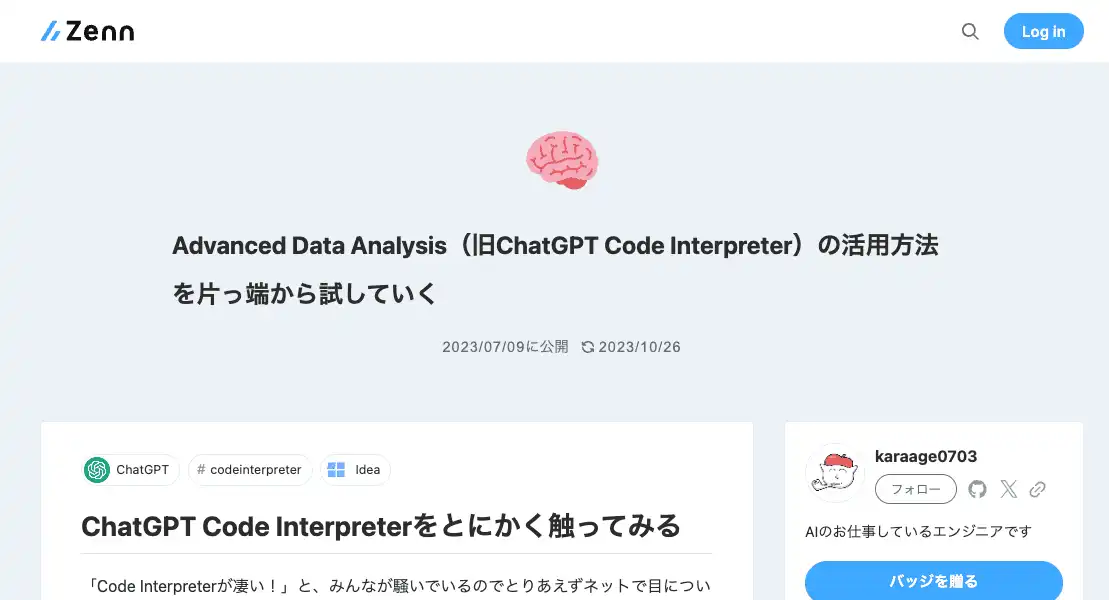 Zenn
Log in
Advanced Data Analysis（旧ChatGPT Code Interpreter）の活用方法
を片っ端から試していく
2023/07/09に公開 2023/10/26
ChatGPT
# codeinterpreter
Idea
ChatGPT Code Interpreterをとにかく触ってみる
「Code Interpreterが凄い！」と、みんなが騒いでいるのでとりあえずネットで目につい
karaage0703
フォロー
AIのお仕事しているエンジニアです
バッジを贈る